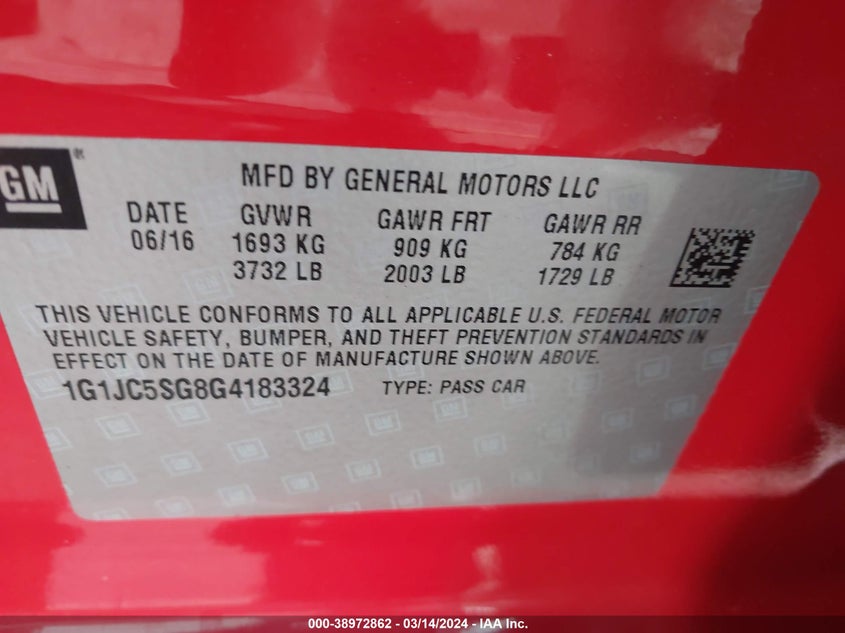 GM®
MFD BY GENERAL MOTORS LLC
DATE GVWR GAWR FRT GAWR RR
06/16 1693 KG 909 KG 784 KG
3732 LB 2003 LB 1729 LB
THIS VEHICLE CONFORMS TO ALL APPLICABLE U.S. FEDERAL MOTOR
VEHICLE SAFETY, BUMPER, AND THEFT PREVENTION STANDARDS IN
EFFECT ON THE DATE OF MANUFACTURE SHOWN ABOVE.
1G1JC5SG8G4183324 TYPE: PASS CAR
000-38972862 - 03/14/2024 - IAA Inc.